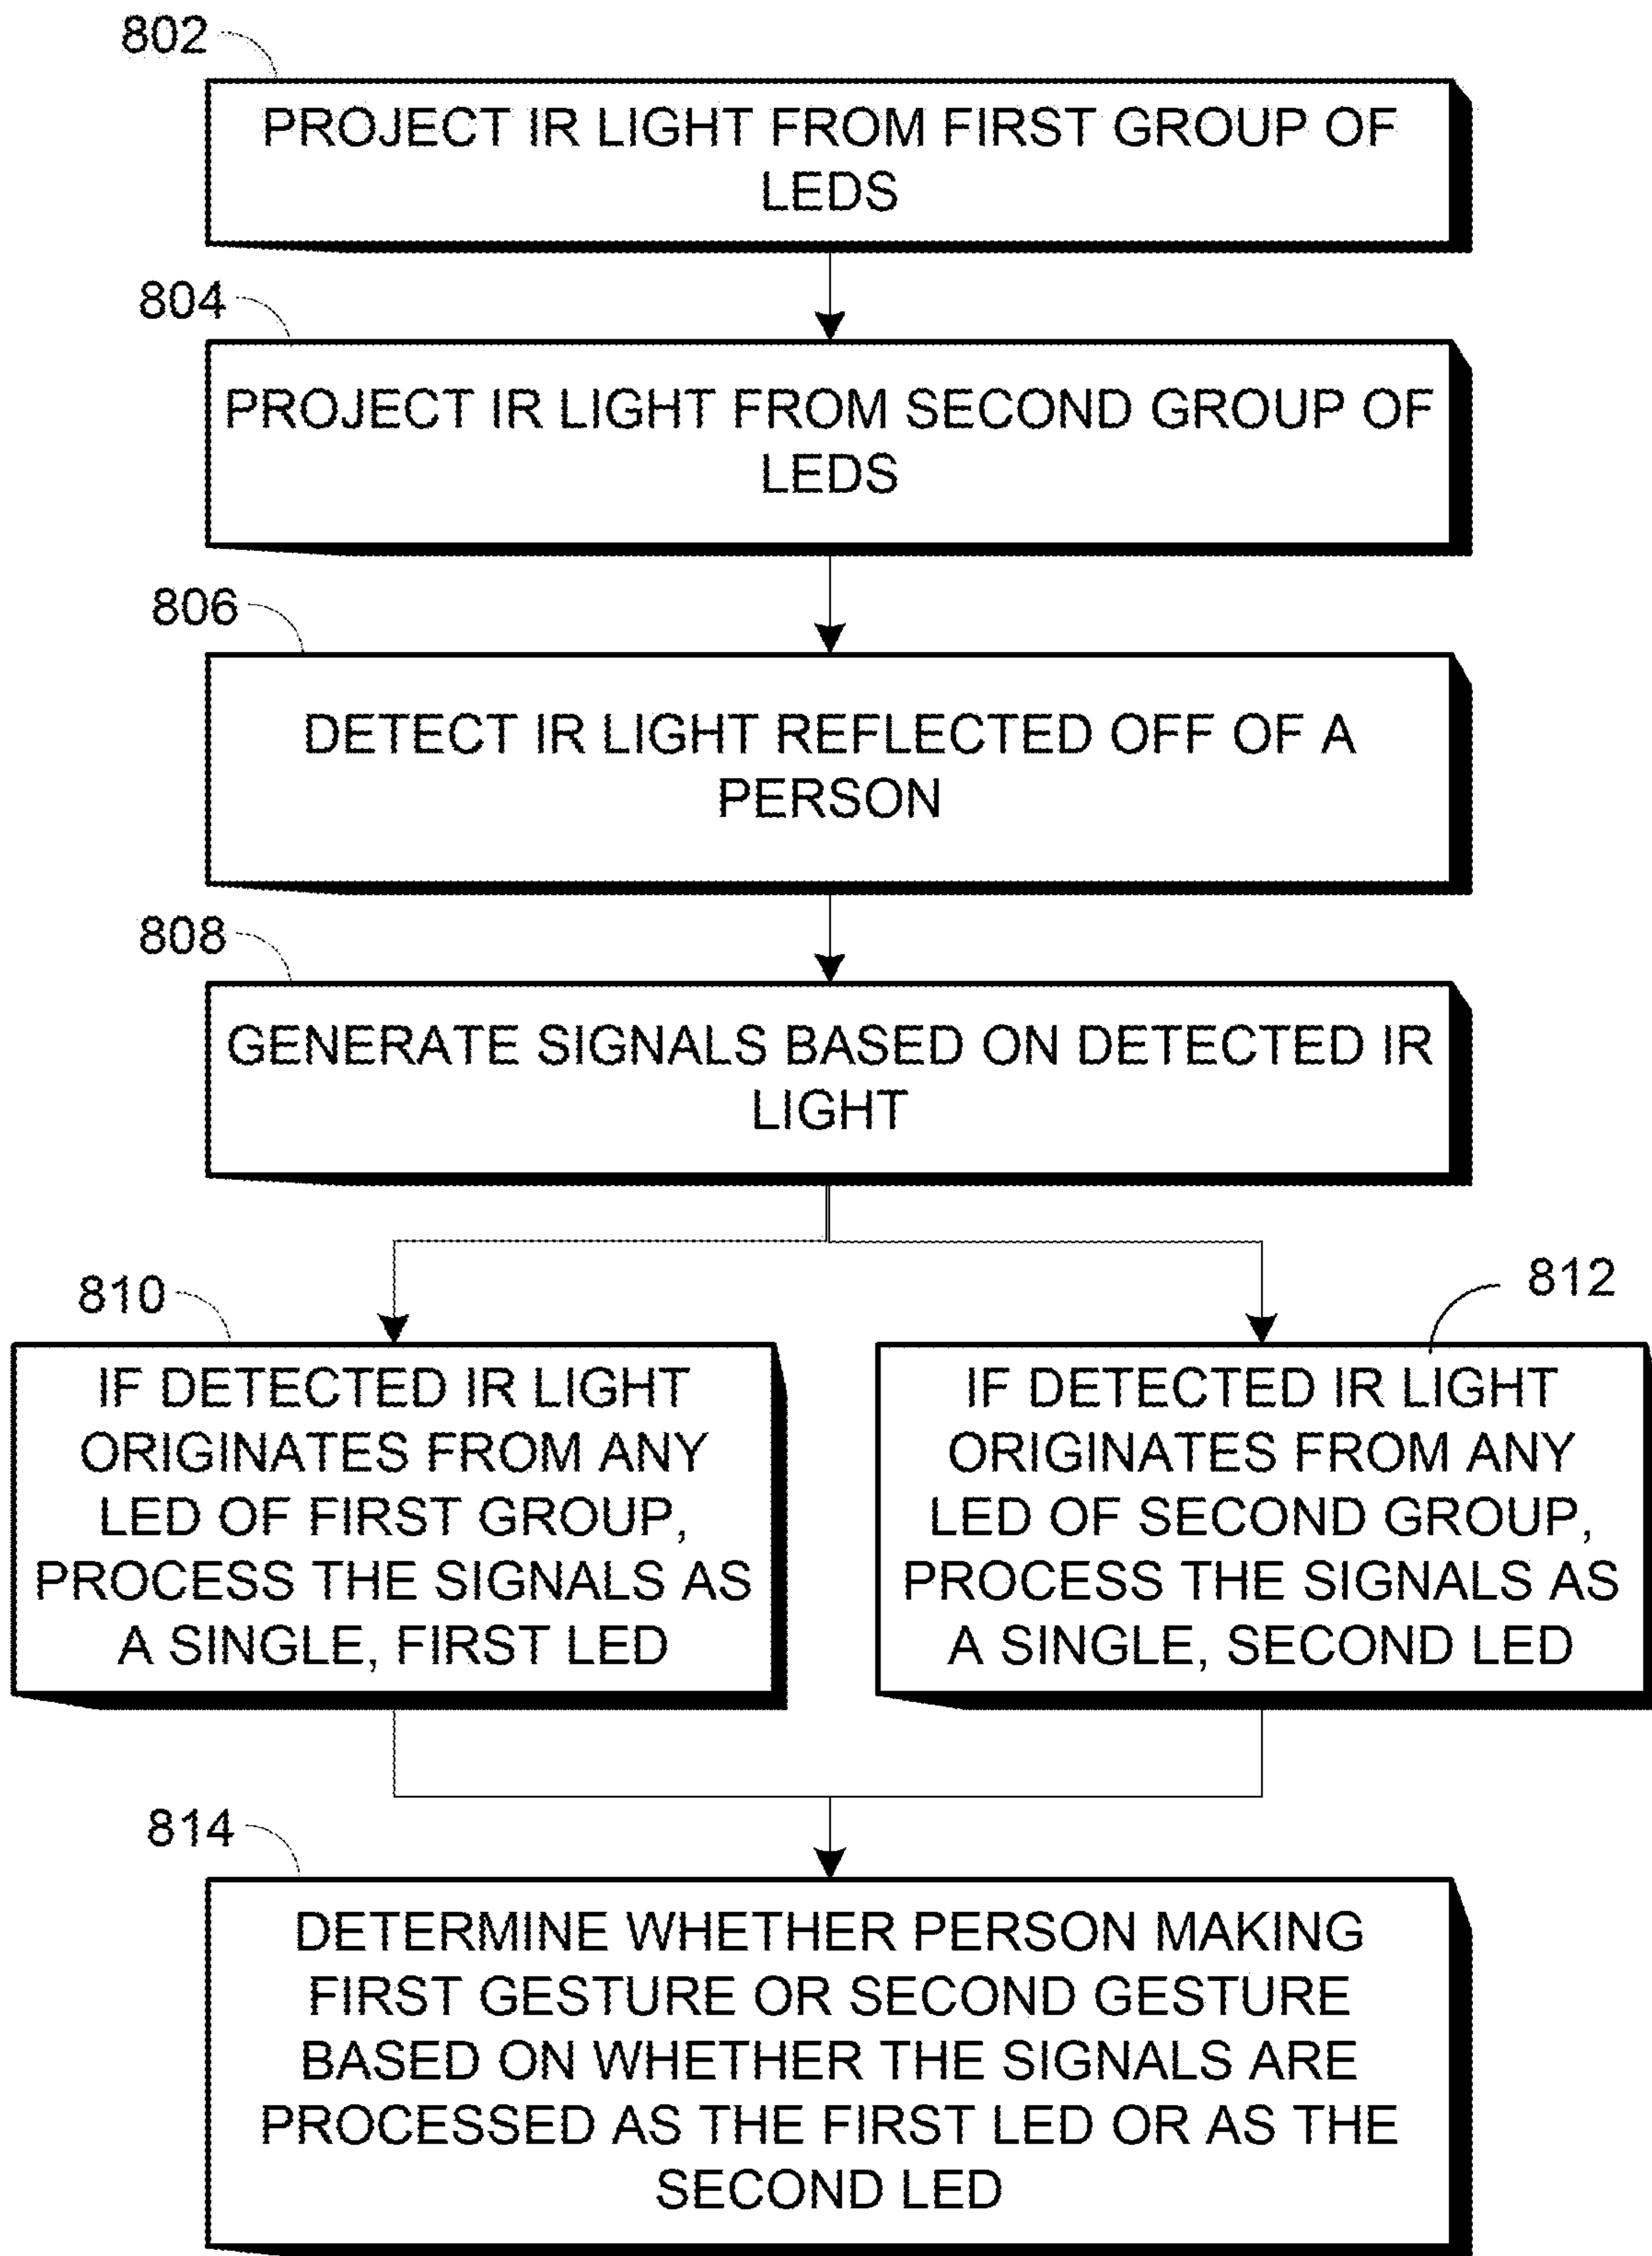 802
PROJECT IR LIGHT FROM FIRST GROUP OF
LEDS
804
PROJECT IR LIGHT FROM SECOND GROUP OF
LEDS
806
DETECT IR LIGHT REFLECTED OFF OF A
PERSON
808
GENERATE SIGNALS BASED ON DETECTED IR
LIGHT
810
IF DETECTED IR LIGHT
ORIGINATES FROM ANY
LED OF FIRST GROUP,
PROCESS THE SIGNALS AS
A SINGLE, FIRST LED
812
IF DETECTED IR LIGHT
ORIGINATES FROM ANY
LED OF SECOND GROUP,
PROCESS THE SIGNALS AS
A SINGLE, SECOND LED
814
DETERMINE WHETHER PERSON MAKING
FIRST GESTURE OR SECOND GESTURE
BASED ON WHETHER THE SIGNALS ARE
PROCESSED AS THE FIRST LED OR AS THE
SECOND LED